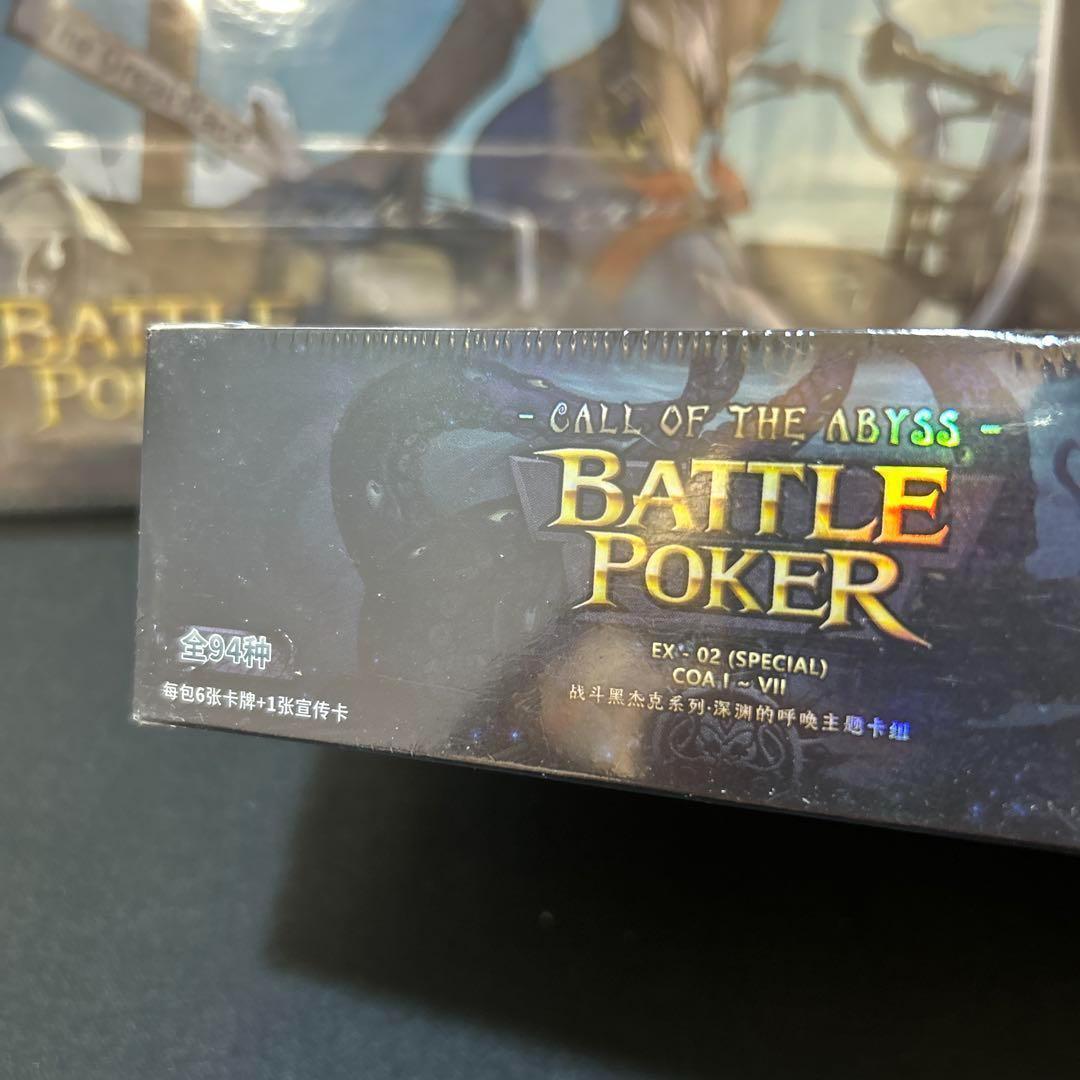 BATTLE
- CALL OF THE ABYSS -
BATTLE
POKER
EX - 02 (SPECIAL)
COA I ~ VII
战斗黑杰克系列·深渊的呼唤主题卡组
全94种
每包6张卡牌+1张宣传卡